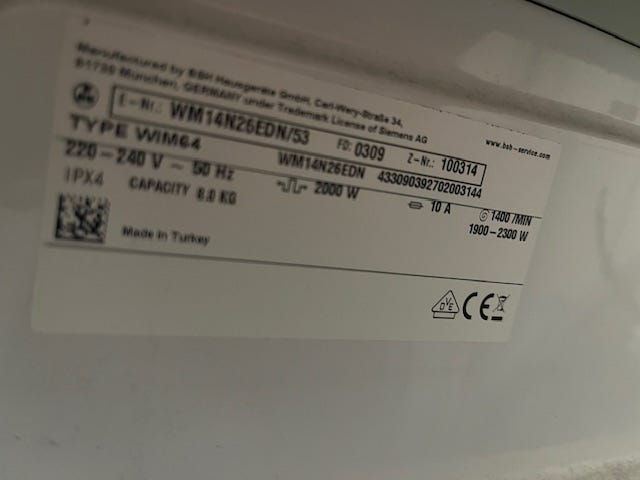 Manufactured by BSH Hausgeräte GmbH, Carl-Wery-Straße 34,
81739 München, GERMANY under Trademark License of Siemens AG
www.bsh-service.com
E-Nr.: WM14N26EDN/53 FD: 0309 Z-Nr.: 100314
TYPE WIM64 WM14N26EDN 433090392702003144
220-240 V ~ 50 Hz 2000 W 10 A 1400 /MIN
IPX4 CAPACITY 8.0 KG 1900-2300 W
Made in Turkey
DVE CE